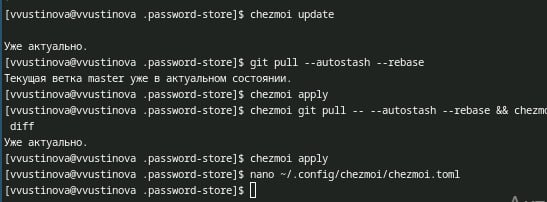 [vvustinova@vvustinova .password-store]$ chezmoi update
Уже актуально.
[vvustinova@vvustinova .password-store]$ git pull --autostash --rebase
Текущая ветка master уже в актуальном состоянии.
[vvustinova@vvustinova .password-store]$ chezmoi apply
[vvustinova@vvustinova .password-store]$ chezmoi git pull -- --autostash --rebase && chezmo
diff
Уже актуально.
[vvustinova@vvustinova .password-store]$ chezmoi apply
[vvustinova@vvustinova .password-store]$ nano ~/.config/chezmoi/chezmoi.toml
[vvustinova@vvustinova .password-store]$